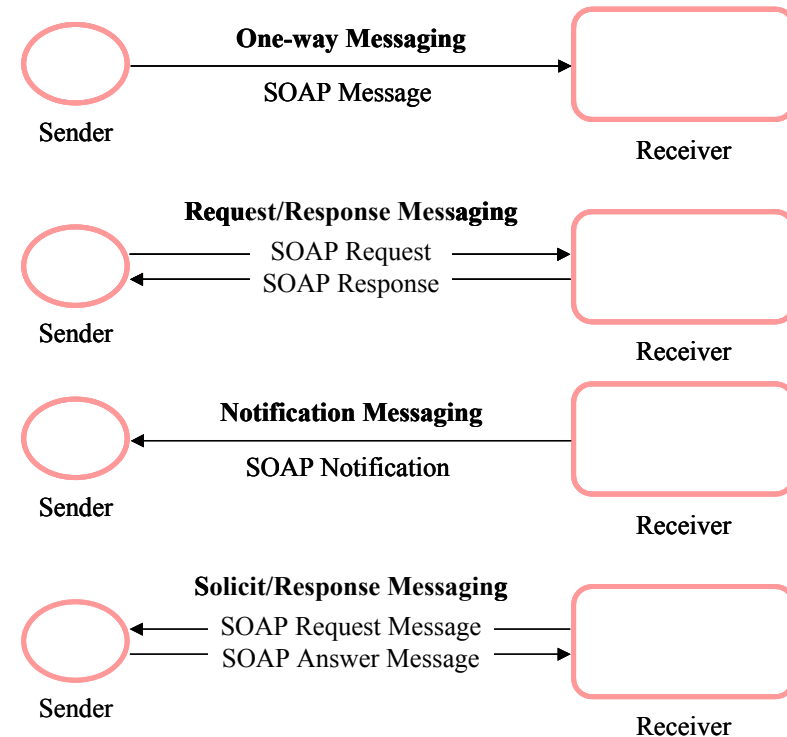 One-way Messaging
SOAP Message
Sender
Receiver
Request/Response Messaging
SOAP Request
SOAP Response
Sender
Receiver
Notification Messaging
SOAP Notification
Sender
Receiver
Solicit/Response Messaging
SOAP Request Message
SOAP Answer Message
Sender
Receiver